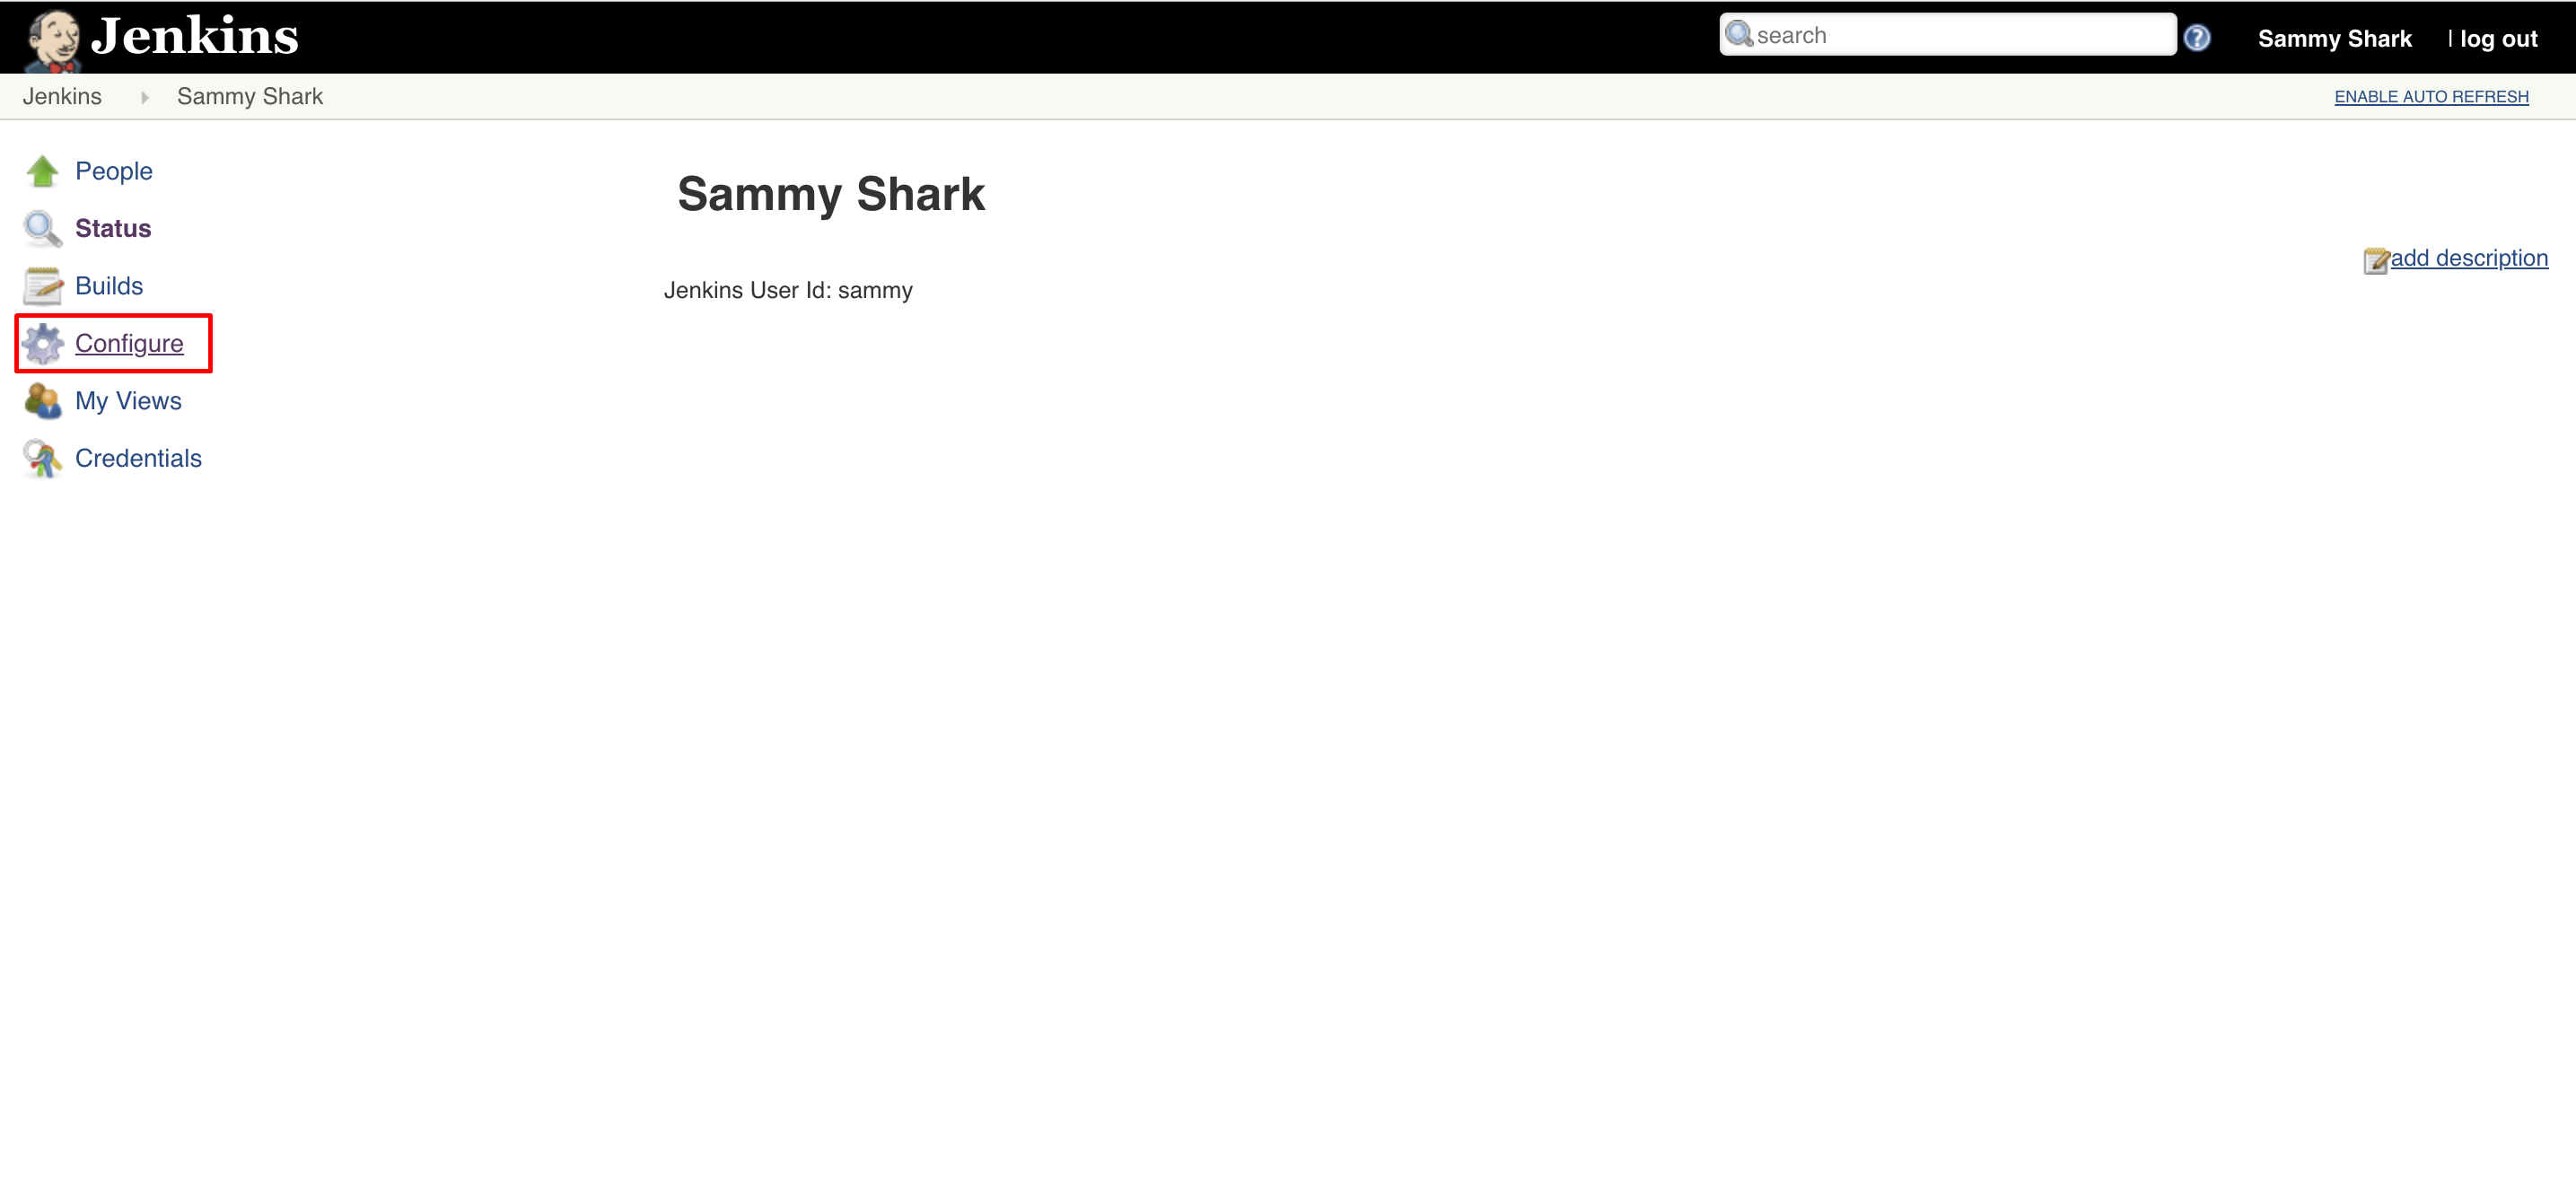 Jenkins
search
Sammy Shark | log out
Jenkins Sammy Shark
ENABLE AUTO REFRESH
People
Status
Builds
Configure
My Views
Credentials
Sammy Shark
add description
Jenkins User Id: sammy